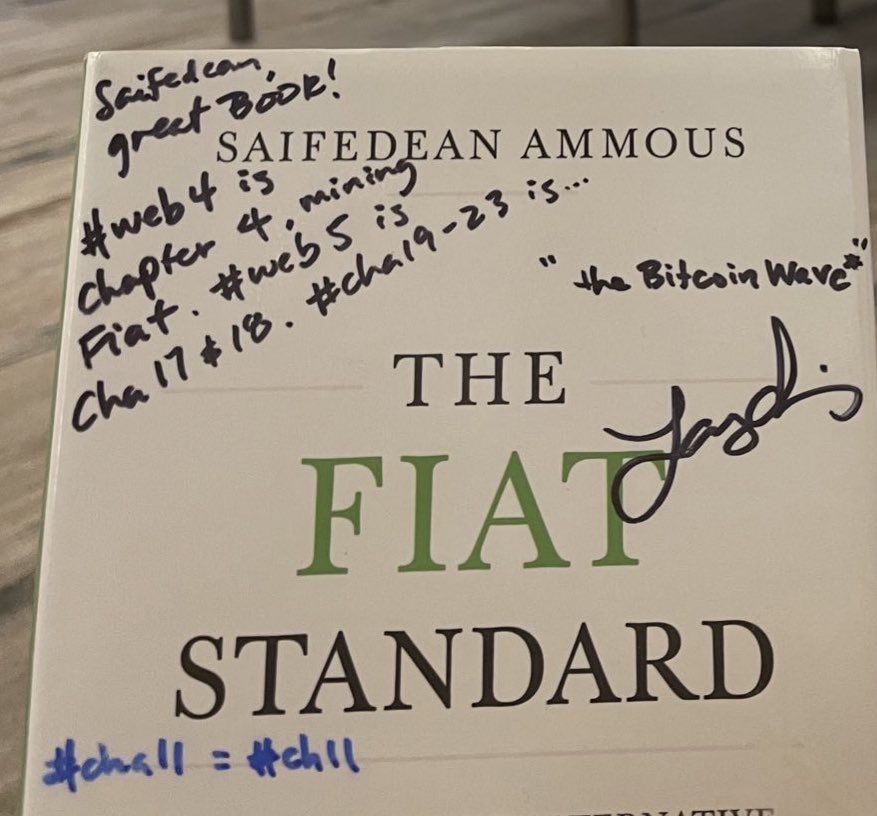 Saifedean,
great BOOK!
SAIFEDEAN AMMOUS
#web4 is
chapter 4, mining
Fiat. #web5 is
Cha 17 & 18. #cha19-23 is...
"the Bitcoin Wave*"
THE
FIAT
STANDARD
#cha11 = #ch11